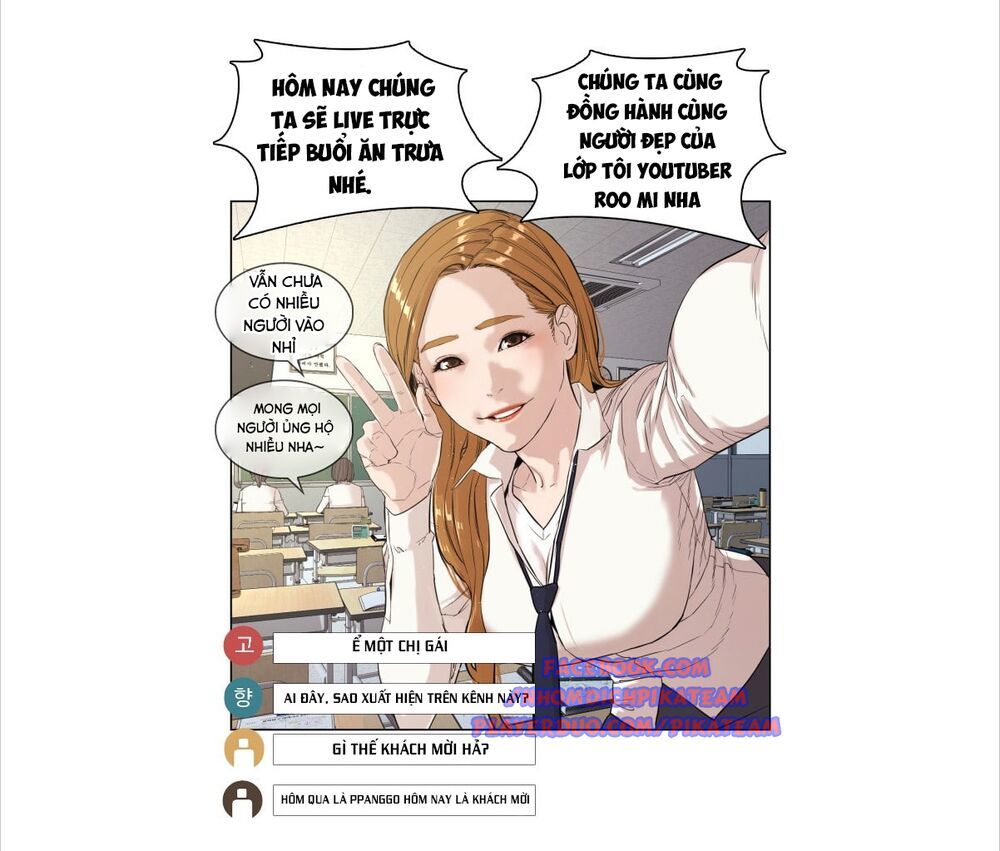 HÔM NAY CHÚNG
TA SẼ LIVE TRỰC
TIẾP BUỔI ĂN TRƯA
NHÉ.
CHÚNG TA CÙNG
ĐỒNG HÀNH CÙNG
NGƯỜI ĐẸP CỦA
LỚP TÔI YOUTUBER
ROO MI NHA
VẪN CHƯA
CÓ NHIỀU
NGƯỜI VÀO
NHỈ
MONG MỌI
NGƯỜI ỦNG HỘ
NHIỀU NHA~
고
Ể MỘT CHỊ GÁI
향
AI ĐÂY, SAO XUẤT HIỆN TRÊN KÊNH NÀY?
GÌ THẾ KHÁCH MỜI HẢ?
HÔM QUA LÀ PPANGGO HÔM NAY LÀ KHÁCH MỜI
FACEBOOK.COM
/NHOMDICHPIKATEAM
PLAYERDUO.COM/PIKATEAM